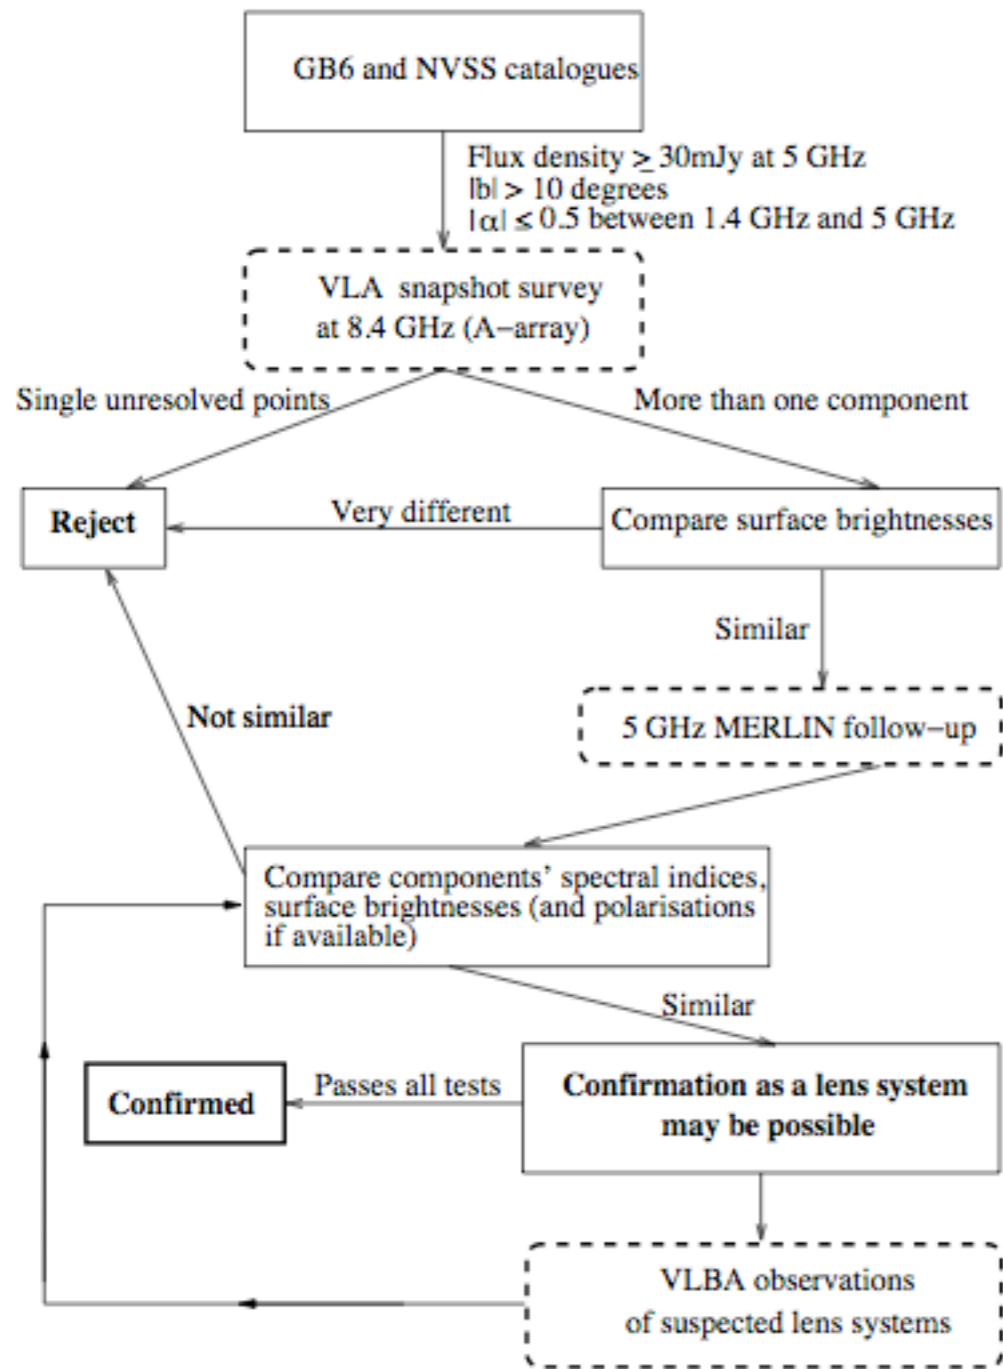 GB6 and NVSS catalogues
Flux density ≥ 30mJy at 5 GHz
|b| > 10 degrees
|α| ≤ 0.5 between 1.4 GHz and 5 GHz
VLA snapshot survey
at 8.4 GHz (A−array)
Single unresolved points
More than one component
Reject
Very different
Compare surface brightnesses
Similar
Not similar
5 GHz MERLIN follow−up
Compare components' spectral indices,
surface brightnesses (and polarisations
if available)
Similar
Confirmed
Passes all tests
Confirmation as a lens system
may be possible
VLBA observations
of suspected lens systems